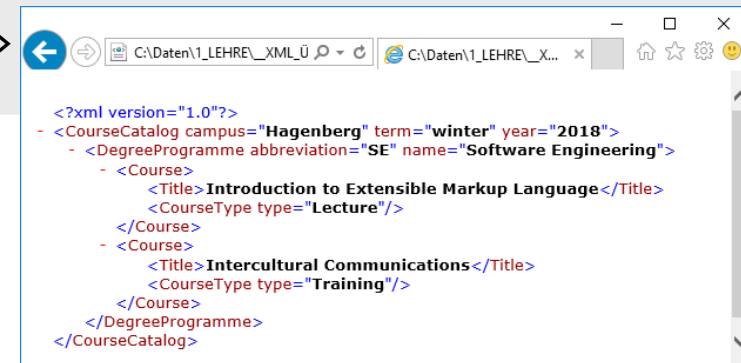 C:\Daten\1_LEHRE\__XML_Ü
C:\Daten\1_LEHRE\__X...
<?xml version="1.0"?>
- <CourseCatalog campus="Hagenberg" term="winter" year="2018">
- <DegreeProgramme abbreviation="SE" name="Software Engineering">
- <Course>
<Title>Introduction to Extensible Markup Language</Title>
<CourseType type="Lecture"/>
</Course>
- <Course>
<Title>Intercultural Communications</Title>
<CourseType type="Training"/>
</Course>
</DegreeProgramme>
</CourseCatalog>